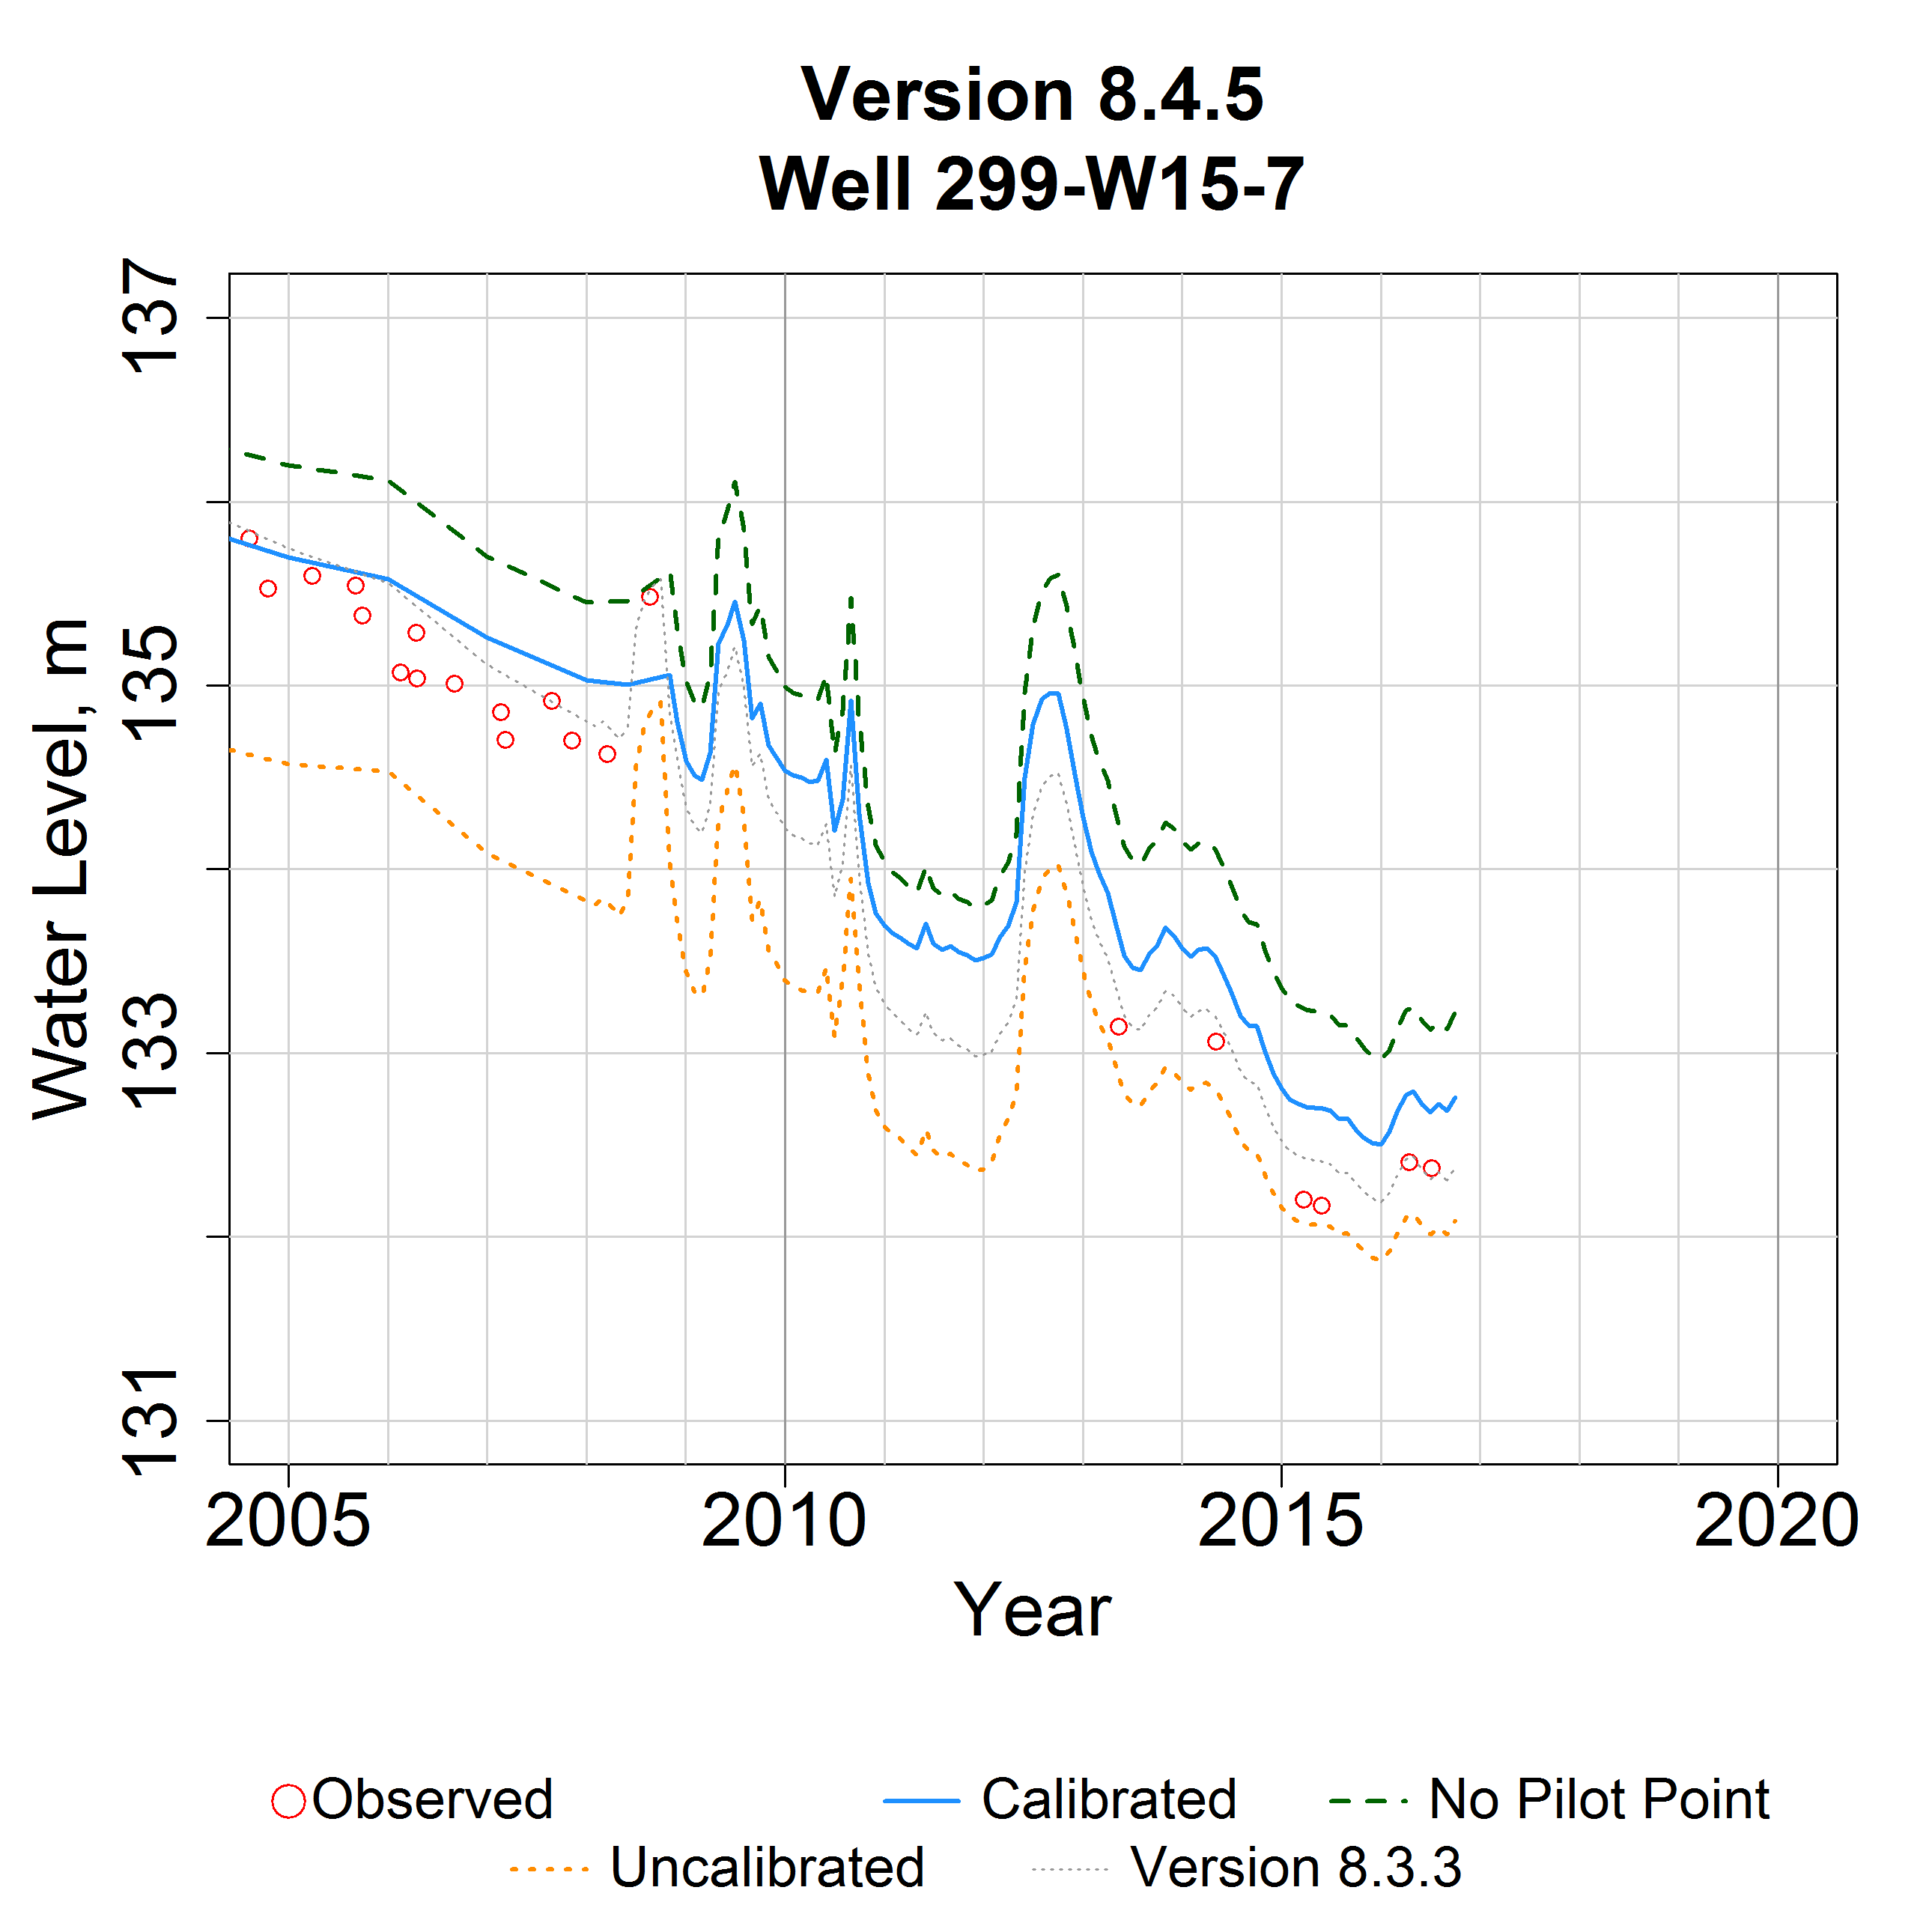 Version 8.4.5
Well 299-W15-7
Water Level, m
137
135
133
131
2005 2010 2015 2020
Year
Observed Calibrated No Pilot Point
Uncalibrated Version 8.3.3